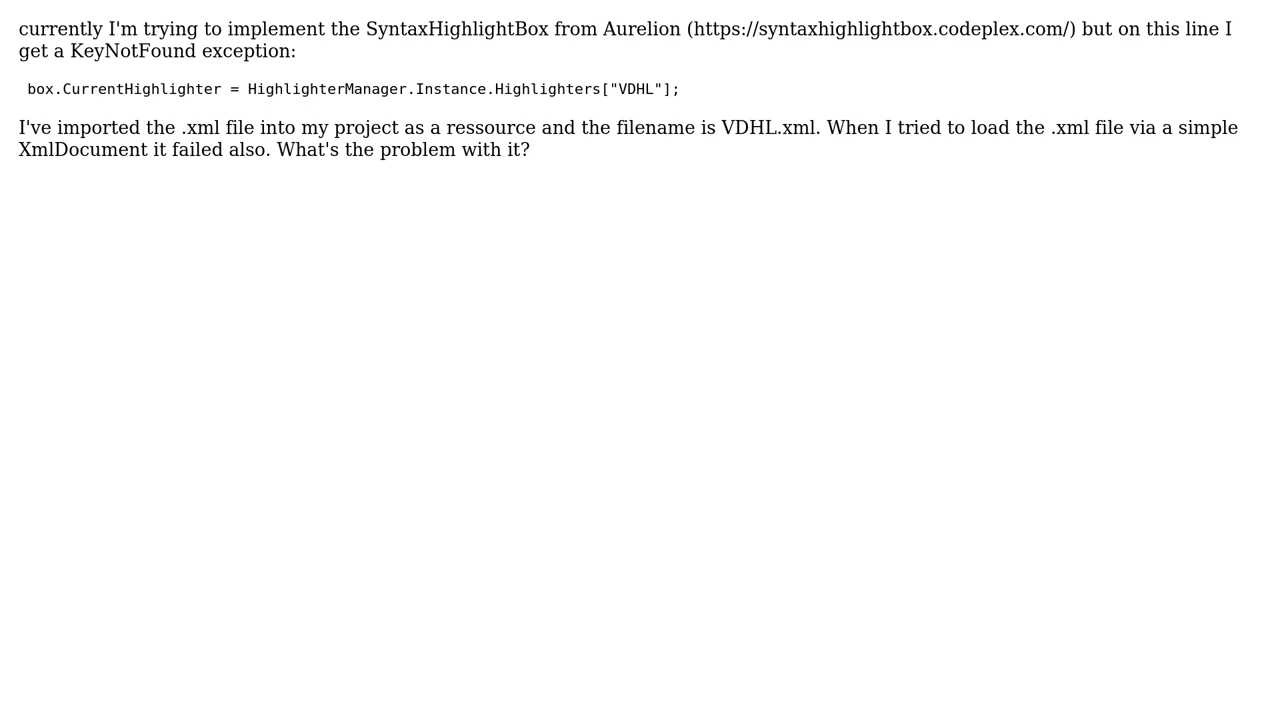 currently I'm trying to implement the SyntaxHighlightBox from Aurelion (https://syntaxhighlightbox.codeplex.com/) but on this line I
get a KeyNotFound exception:
box.CurrentHighlighter = HighlighterManager.Instance.Highlighters["VDHL"];
I've imported the .xml file into my project as a ressource and the filename is VDHL.xml. When I tried to load the .xml file via a simple
XmlDocument it failed also. What's the problem with it?